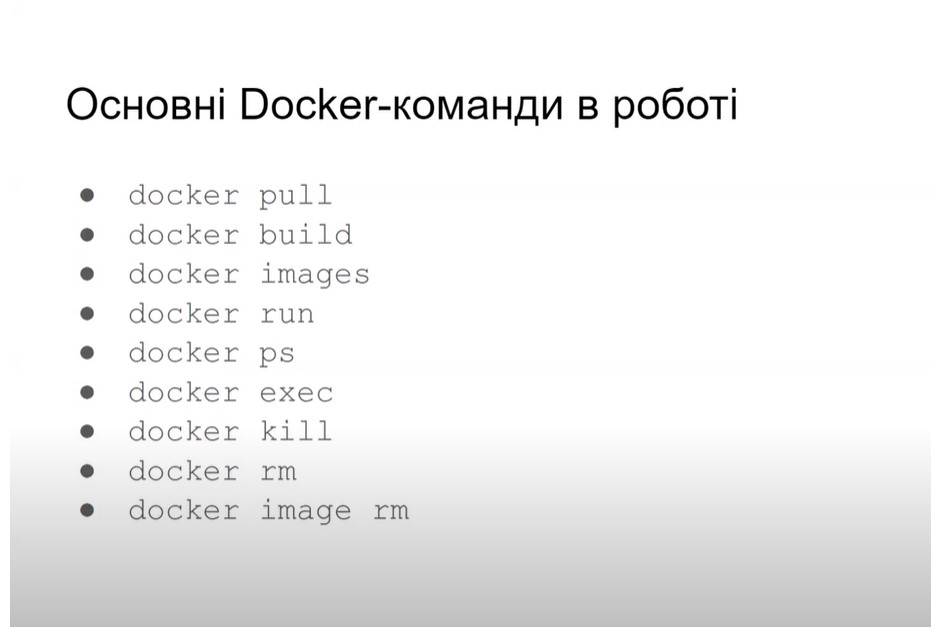 Основні Docker-команди в роботі
● docker pull
● docker build
● docker images
● docker run
● docker ps
● docker exec
● docker kill
● docker rm
● docker image rm